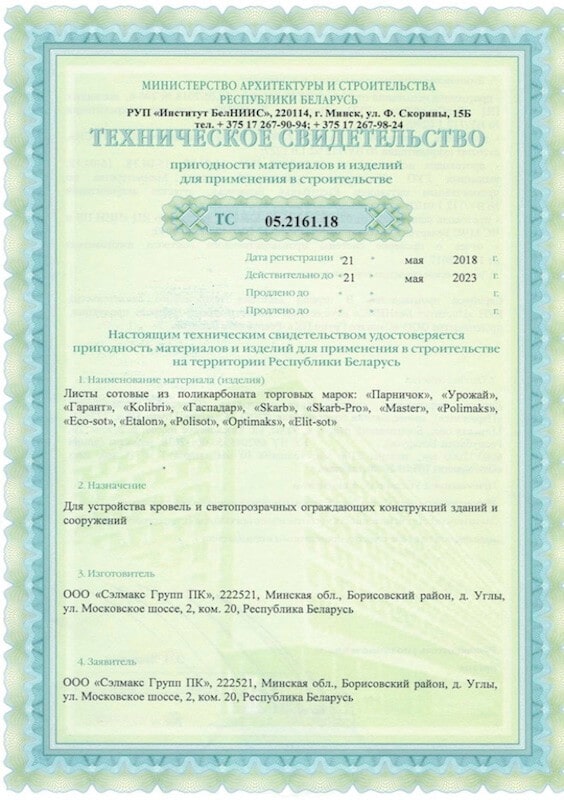 МИНИСТЕРСТВО АРХИТЕКТУРЫ И СТРОИТЕЛЬСТВА
РЕСПУБЛИКИ БЕЛАРУСЬ
РУП «Институт БелНИИС», 220114, г. Минск, ул. Ф. Скорины, 15Б
тел. + 375 17 267-90-94; + 375 17 267-98-24
ТЕХНИЧЕСКОЕ СВИДЕТЕЛЬСТВО
пригодности материалов и изделий
для применения в строительстве
ТС 05.2161.18
Дата регистрации "21" мая 2018 г.
Действительно до "21" мая 2023 г.
Продлено до " " г.
Продлено до " " г.
Настоящим техническим свидетельством удостоверяется
пригодность материалов и изделий для применения в строительстве
на территории Республики Беларусь
1. Наименование материала (изделия)
Листы сотовые из поликарбоната торговых марок: «Парничок», «Урожай»,
«Гарант», «Kolibri», «Гаспадар», «Skarb», «Skarb-Pro», «Master», «Polimaks»,
«Eco-sot», «Etalon», «Polisot», «Optimaks», «Elit-sot»
2. Назначение
Для устройства кровель и светопрозрачных ограждающих конструкций зданий и
сооружений
3. Изготовитель
ООО «Сэлмакс Групп ПК», 222521, Минская обл., Борисовский район, д. Углы,
ул. Московское шоссе, 2, ком. 20, Республика Беларусь
4. Заявитель
ООО «Сэлмакс Групп ПК», 222521, Минская обл., Борисовский район, д. Углы,
ул. Московское шоссе, 2, ком. 20, Республика Беларусь